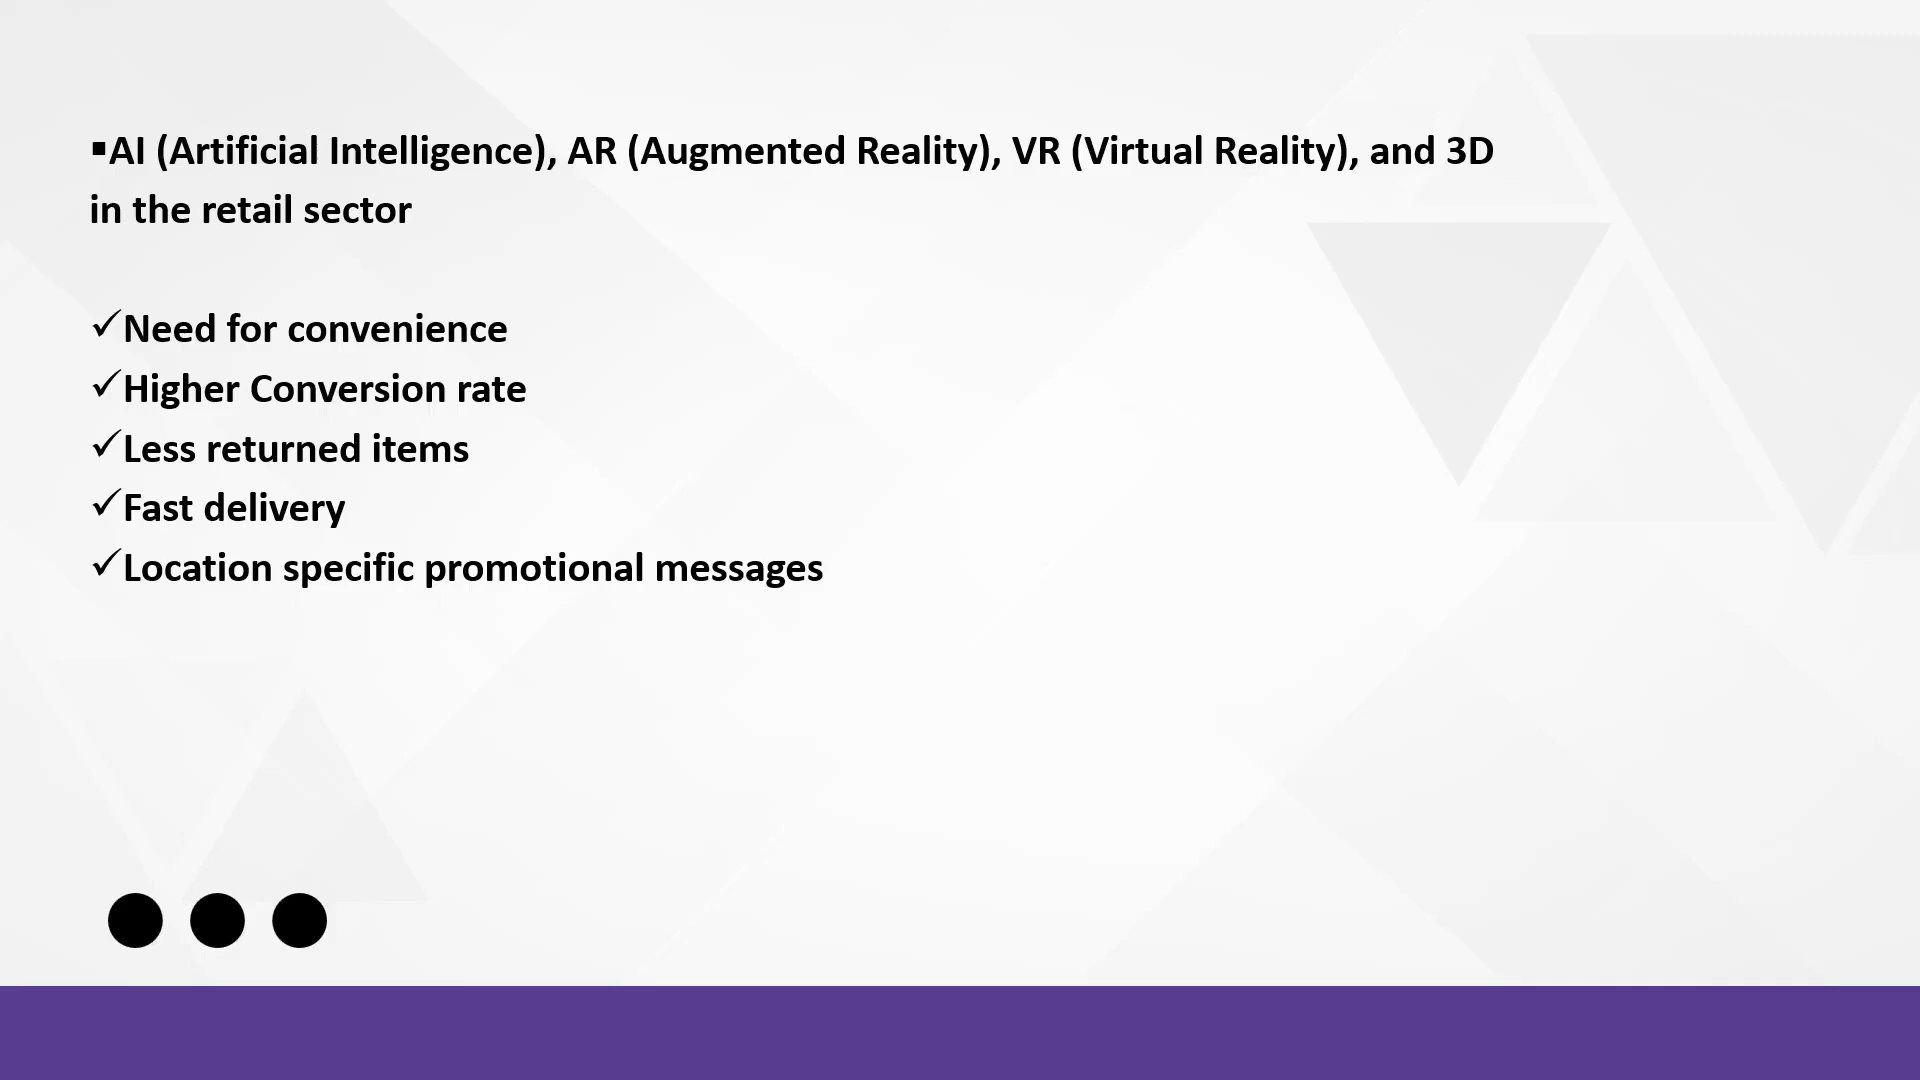 ▪AI (Artificial Intelligence), AR (Augmented Reality), VR (Virtual Reality), and 3D
in the retail sector
✓Need for convenience
✓Higher Conversion rate
✓Less returned items
✓Fast delivery
✓Location specific promotional messages